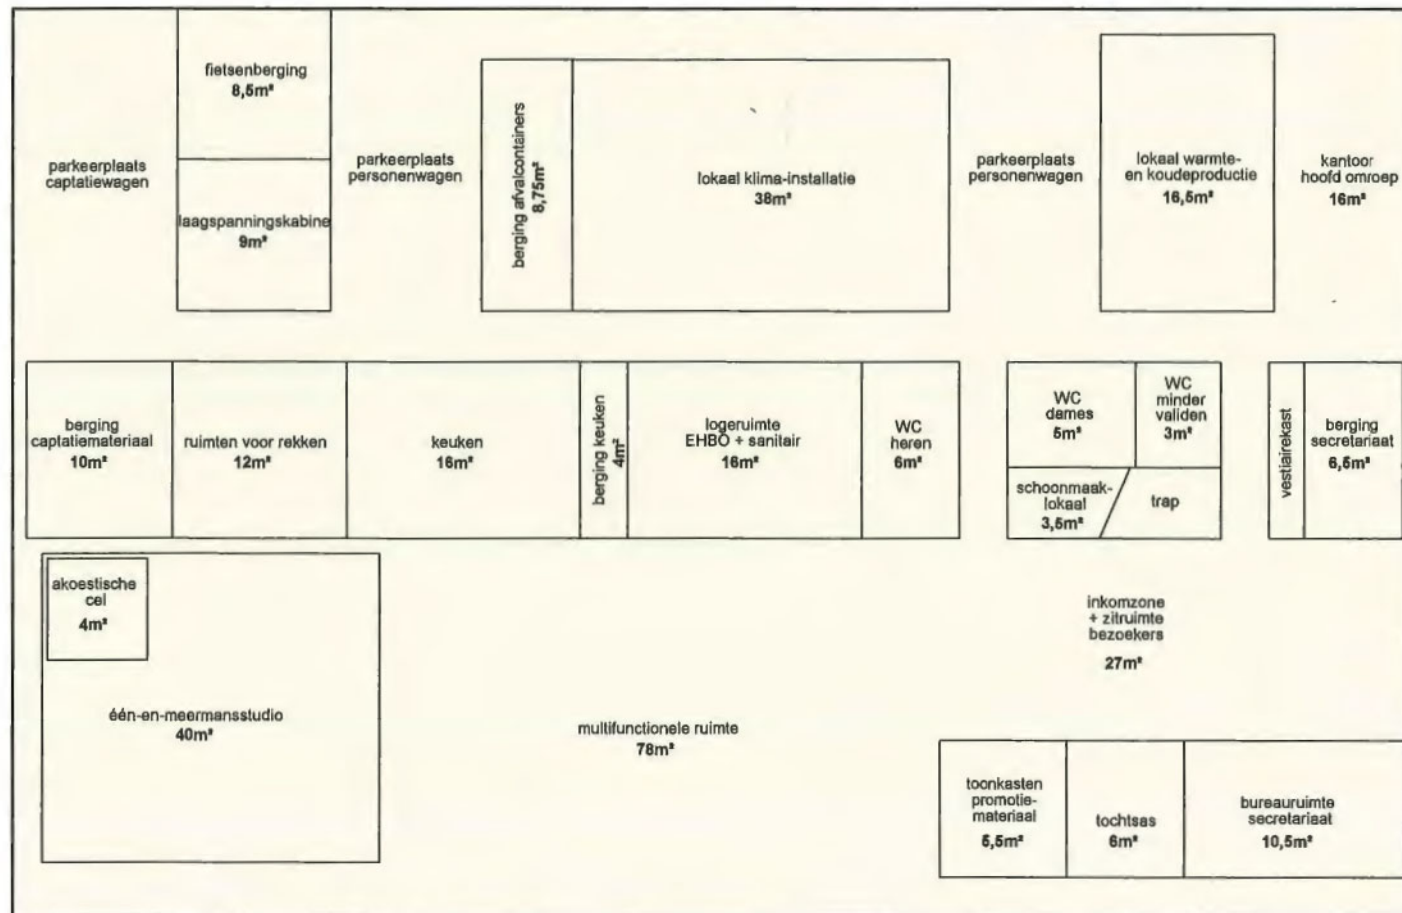 fietsenberging
8,5m²
parkeerplaats
captatiewagen
laagspanningskabine
9m²
parkeerplaats
personenwagen
berging afvalcontainers
8,75m²
lokaal klima-installatie
38m²
parkeerplaats
personenwagen
lokaal warmte-
en koudeproductie
16,5m²
kantoor
hoofd omroep
16m²
berging
captatiemateriaal
10m²
ruimten voor rekken
12m²
keuken
16m²
berging keuken
4m²
logeruimte
EHBO + sanitair
16m²
WC
heren
6m²
WC
dames
5m²
WC
minder
validen
3m²
schoonmaak-
lokaal
3,5m²
trap
vestiairekast
berging
secretariaat
6,5m²
akoestische
cel
4m²
één-en-meermansstudio
40m²
multifunctionele ruimte
78m²
inkomzone
+ zitruimte
bezoekers
27m²
toonkasten
promotie-
materiaal
5,5m²
tochtsas
6m²
bureauruimte
secretariaat
10,5m²